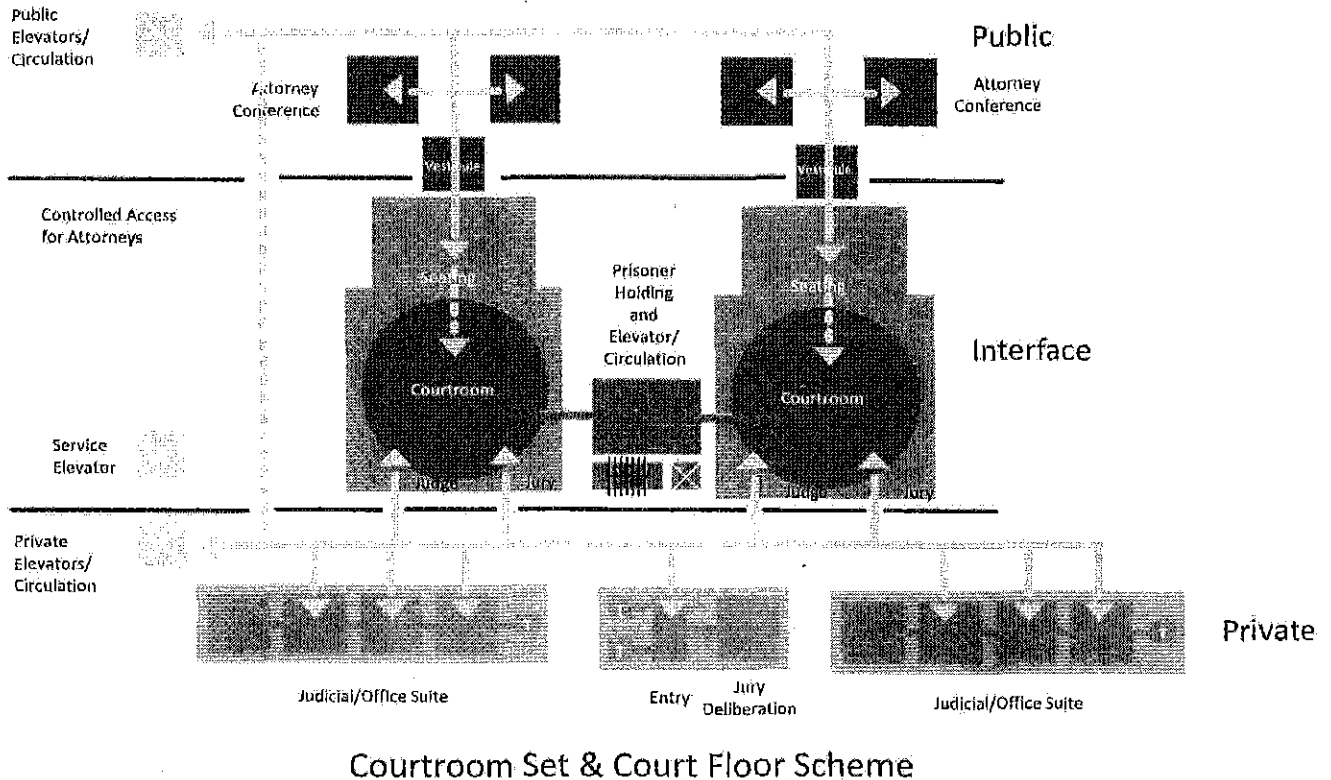 Public
Elevators/
Circulation
Public
Attorney
Conference
Attorney
Conference
Vestibule
Vestibule
Controlled Access
for Attorneys
Seating
Seating
Prisoner
Holding
and
Elevator/
Circulation
Interface
Courtroom
Courtroom
Service
Elevator
Judge
Jury
Judge
Jury
Private
Elevators/
Circulation
Private
Judicial/Office Suite
Entry
Jury
Deliberation
Judicial/Office Suite
Courtroom Set & Court Floor Scheme